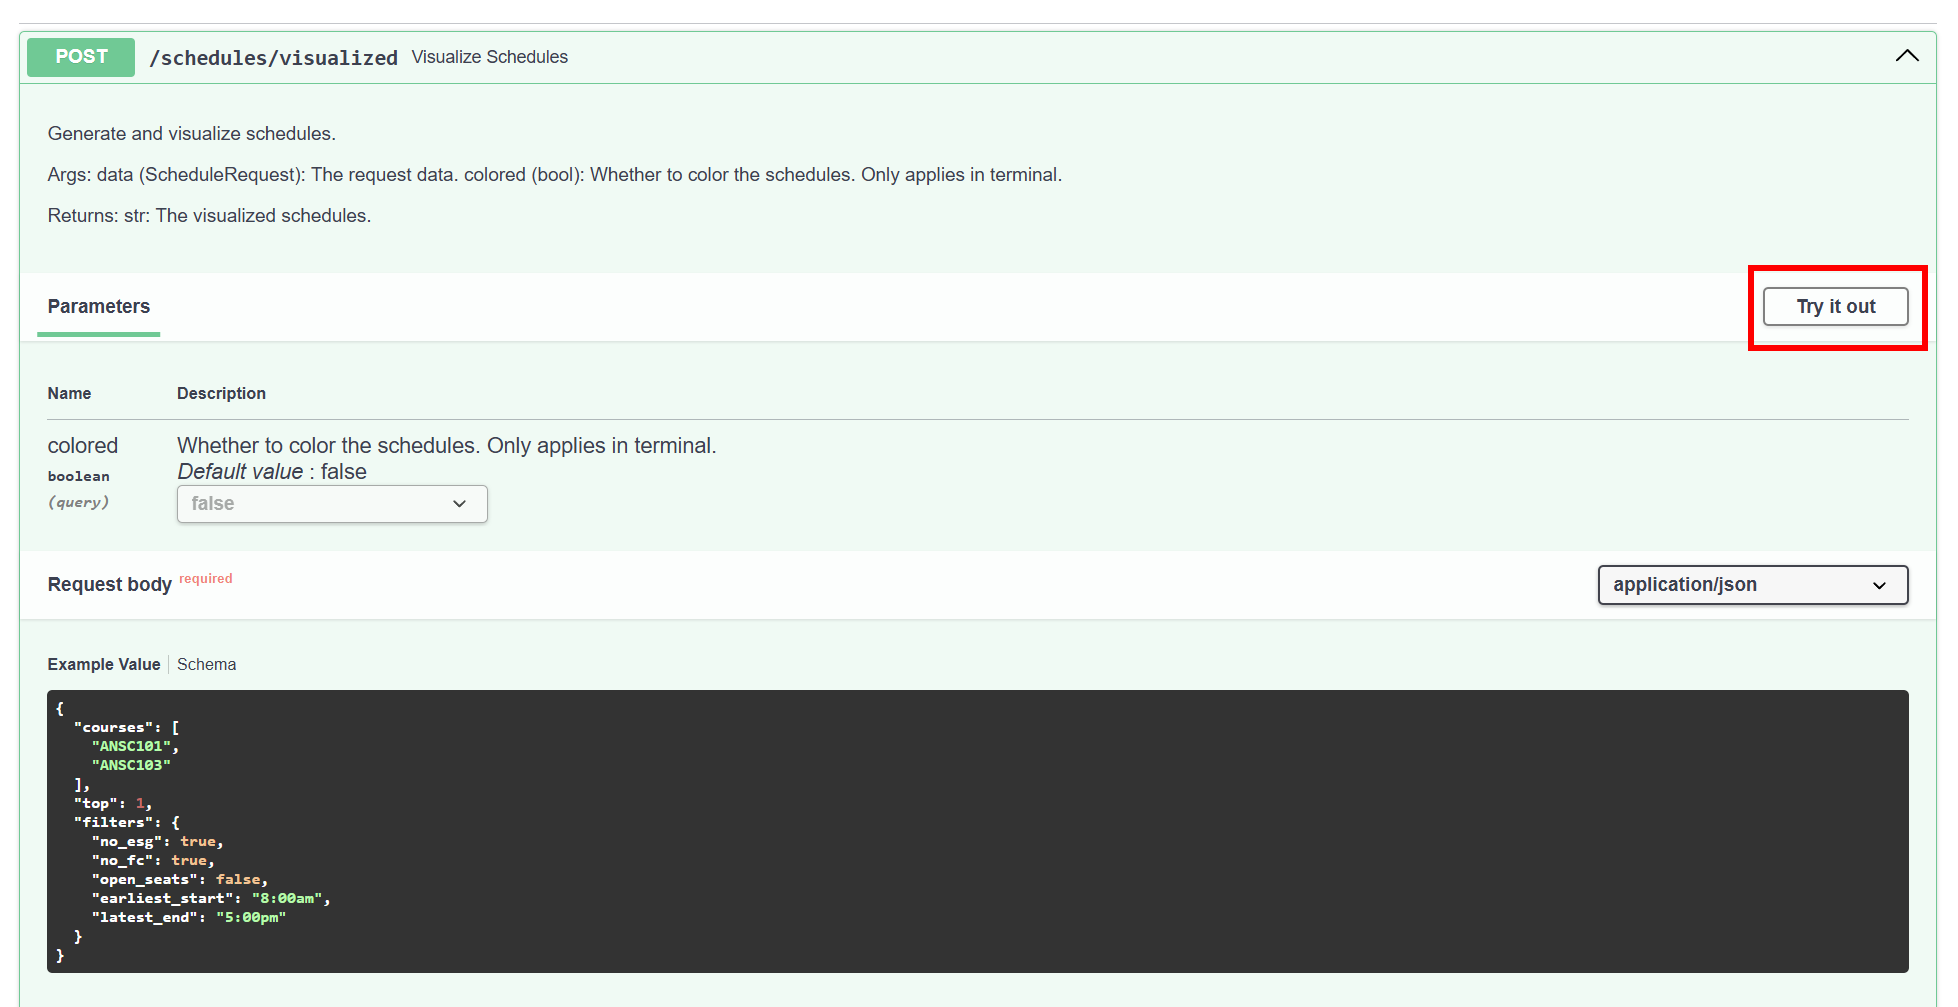 POST /schedules/visualized Visualize Schedules
Generate and visualize schedules.
Args: data (ScheduleRequest): The request data. colored (bool): Whether to color the schedules. Only applies in terminal.
Returns: str: The visualized schedules.
Parameters Try it out
Name Description
colored Whether to color the schedules. Only applies in terminal.
boolean Default value : false
(query) false
Request body required application/json
Example Value Schema
{
  "courses": [
    "ANSC101",
    "ANSC103"
  ],
  "top": 1,
  "filters": {
    "no_esg": true,
    "no_fc": true,
    "open_seats": false,
    "earliest_start": "8:00am",
    "latest_end": "5:00pm"
  }
}